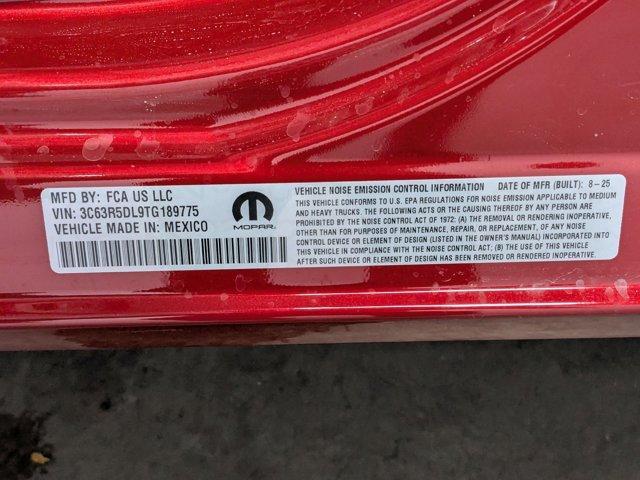 MFD BY: FCA US LLC
VIN: 3C63R5DL9TG189775
VEHICLE MADE IN: MEXICO
MOPAR
VEHICLE NOISE EMISSION CONTROL INFORMATION DATE OF MFR (BUILT): 8-25
THIS VEHICLE CONFORMS TO U.S. EPA REGULATIONS FOR NOISE EMISSION APPLICABLE TO MEDIUM
AND HEAVY TRUCKS. THE FOLLOWING ACTS OR THE CAUSING THEREOF BY ANY PERSON ARE
PROHIBITED BY THE NOISE CONTROL ACT OF 1972: (A) THE REMOVAL OR RENDERING INOPERATIVE,
OTHER THAN FOR PURPOSES OF MAINTENANCE, REPAIR, OR REPLACEMENT, OF ANY NOISE
CONTROL DEVICE OR ELEMENT OF DESIGN (LISTED IN THE OWNER'S MANUAL) INCORPORATED INTO
THIS VEHICLE IN COMPLIANCE WITH THE NOISE CONTROL ACT; (B) THE USE OF THIS VEHICLE
AFTER SUCH DEVICE OR ELEMENT OF DESIGN HAS BEEN REMOVED OR RENDERED INOPERATIVE.